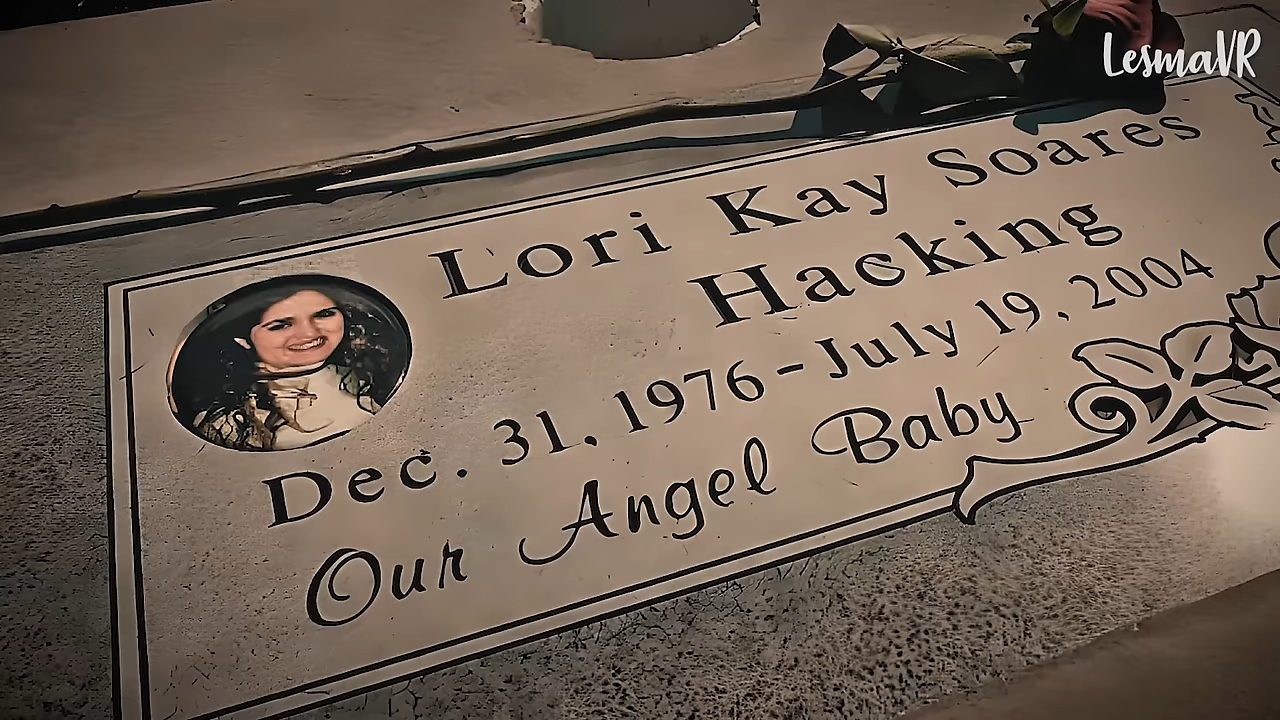 LesmaVR
Lori Kay Soares
Hacking
Dec. 31, 1976 - July 19, 2004
Our Angel Baby